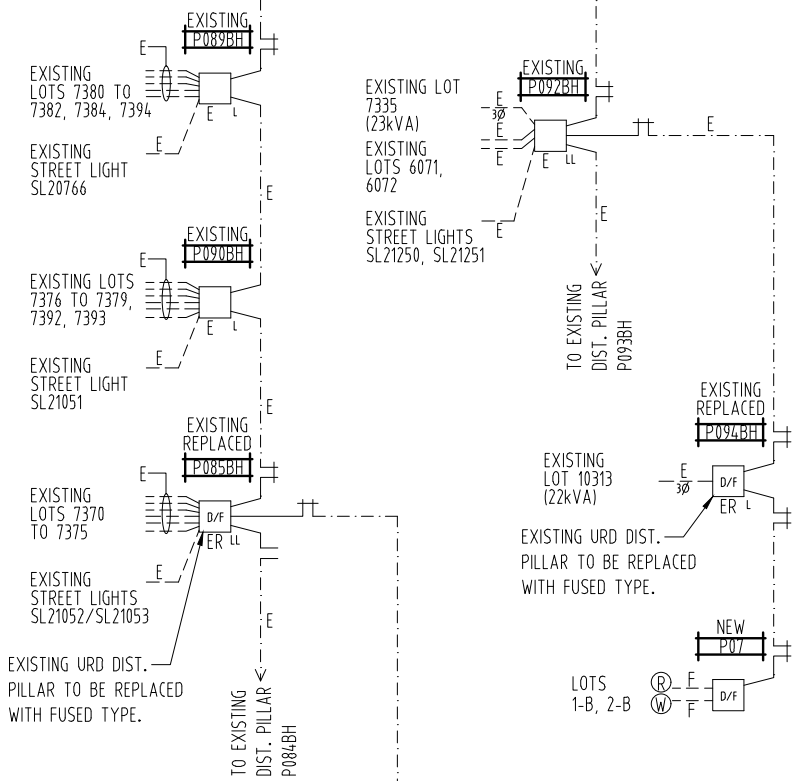 EXISTING
P089BH
E
EXISTING
LOTS 7380 TO
7382, 7384, 7394
E L
EXISTING
STREET LIGHT
SL20766
E
E
EXISTING
P090BH
E
EXISTING LOTS
7376 TO 7379,
7392, 7393
E L
EXISTING
STREET LIGHT
SL21051
E
E
EXISTING
REPLACED
P085BH
E
EXISTING
LOTS 7370
TO 7375
D/F
ER LL
EXISTING
STREET LIGHTS
SL21052/SL21053
E
E
EXISTING URD DIST.
PILLAR TO BE REPLACED
WITH FUSED TYPE.
TO EXISTING
DIST. PILLAR
P084BH
EXISTING
P092BH
EXISTING LOT
7335
(23kVA)
E
3Ø
EXISTING
LOTS 6071,
6072
E
E
E LL
E
EXISTING
STREET LIGHTS
SL21250, SL21251
E
E
TO EXISTING
DIST. PILLAR
P093BH
EXISTING
REPLACED
P094BH
EXISTING
LOT 10313
(22kVA)
E
3Ø
D/F
ER L
EXISTING URD DIST.
PILLAR TO BE REPLACED
WITH FUSED TYPE.
NEW
P07
LOTS
1-B, 2-B
R F
W F
D/F